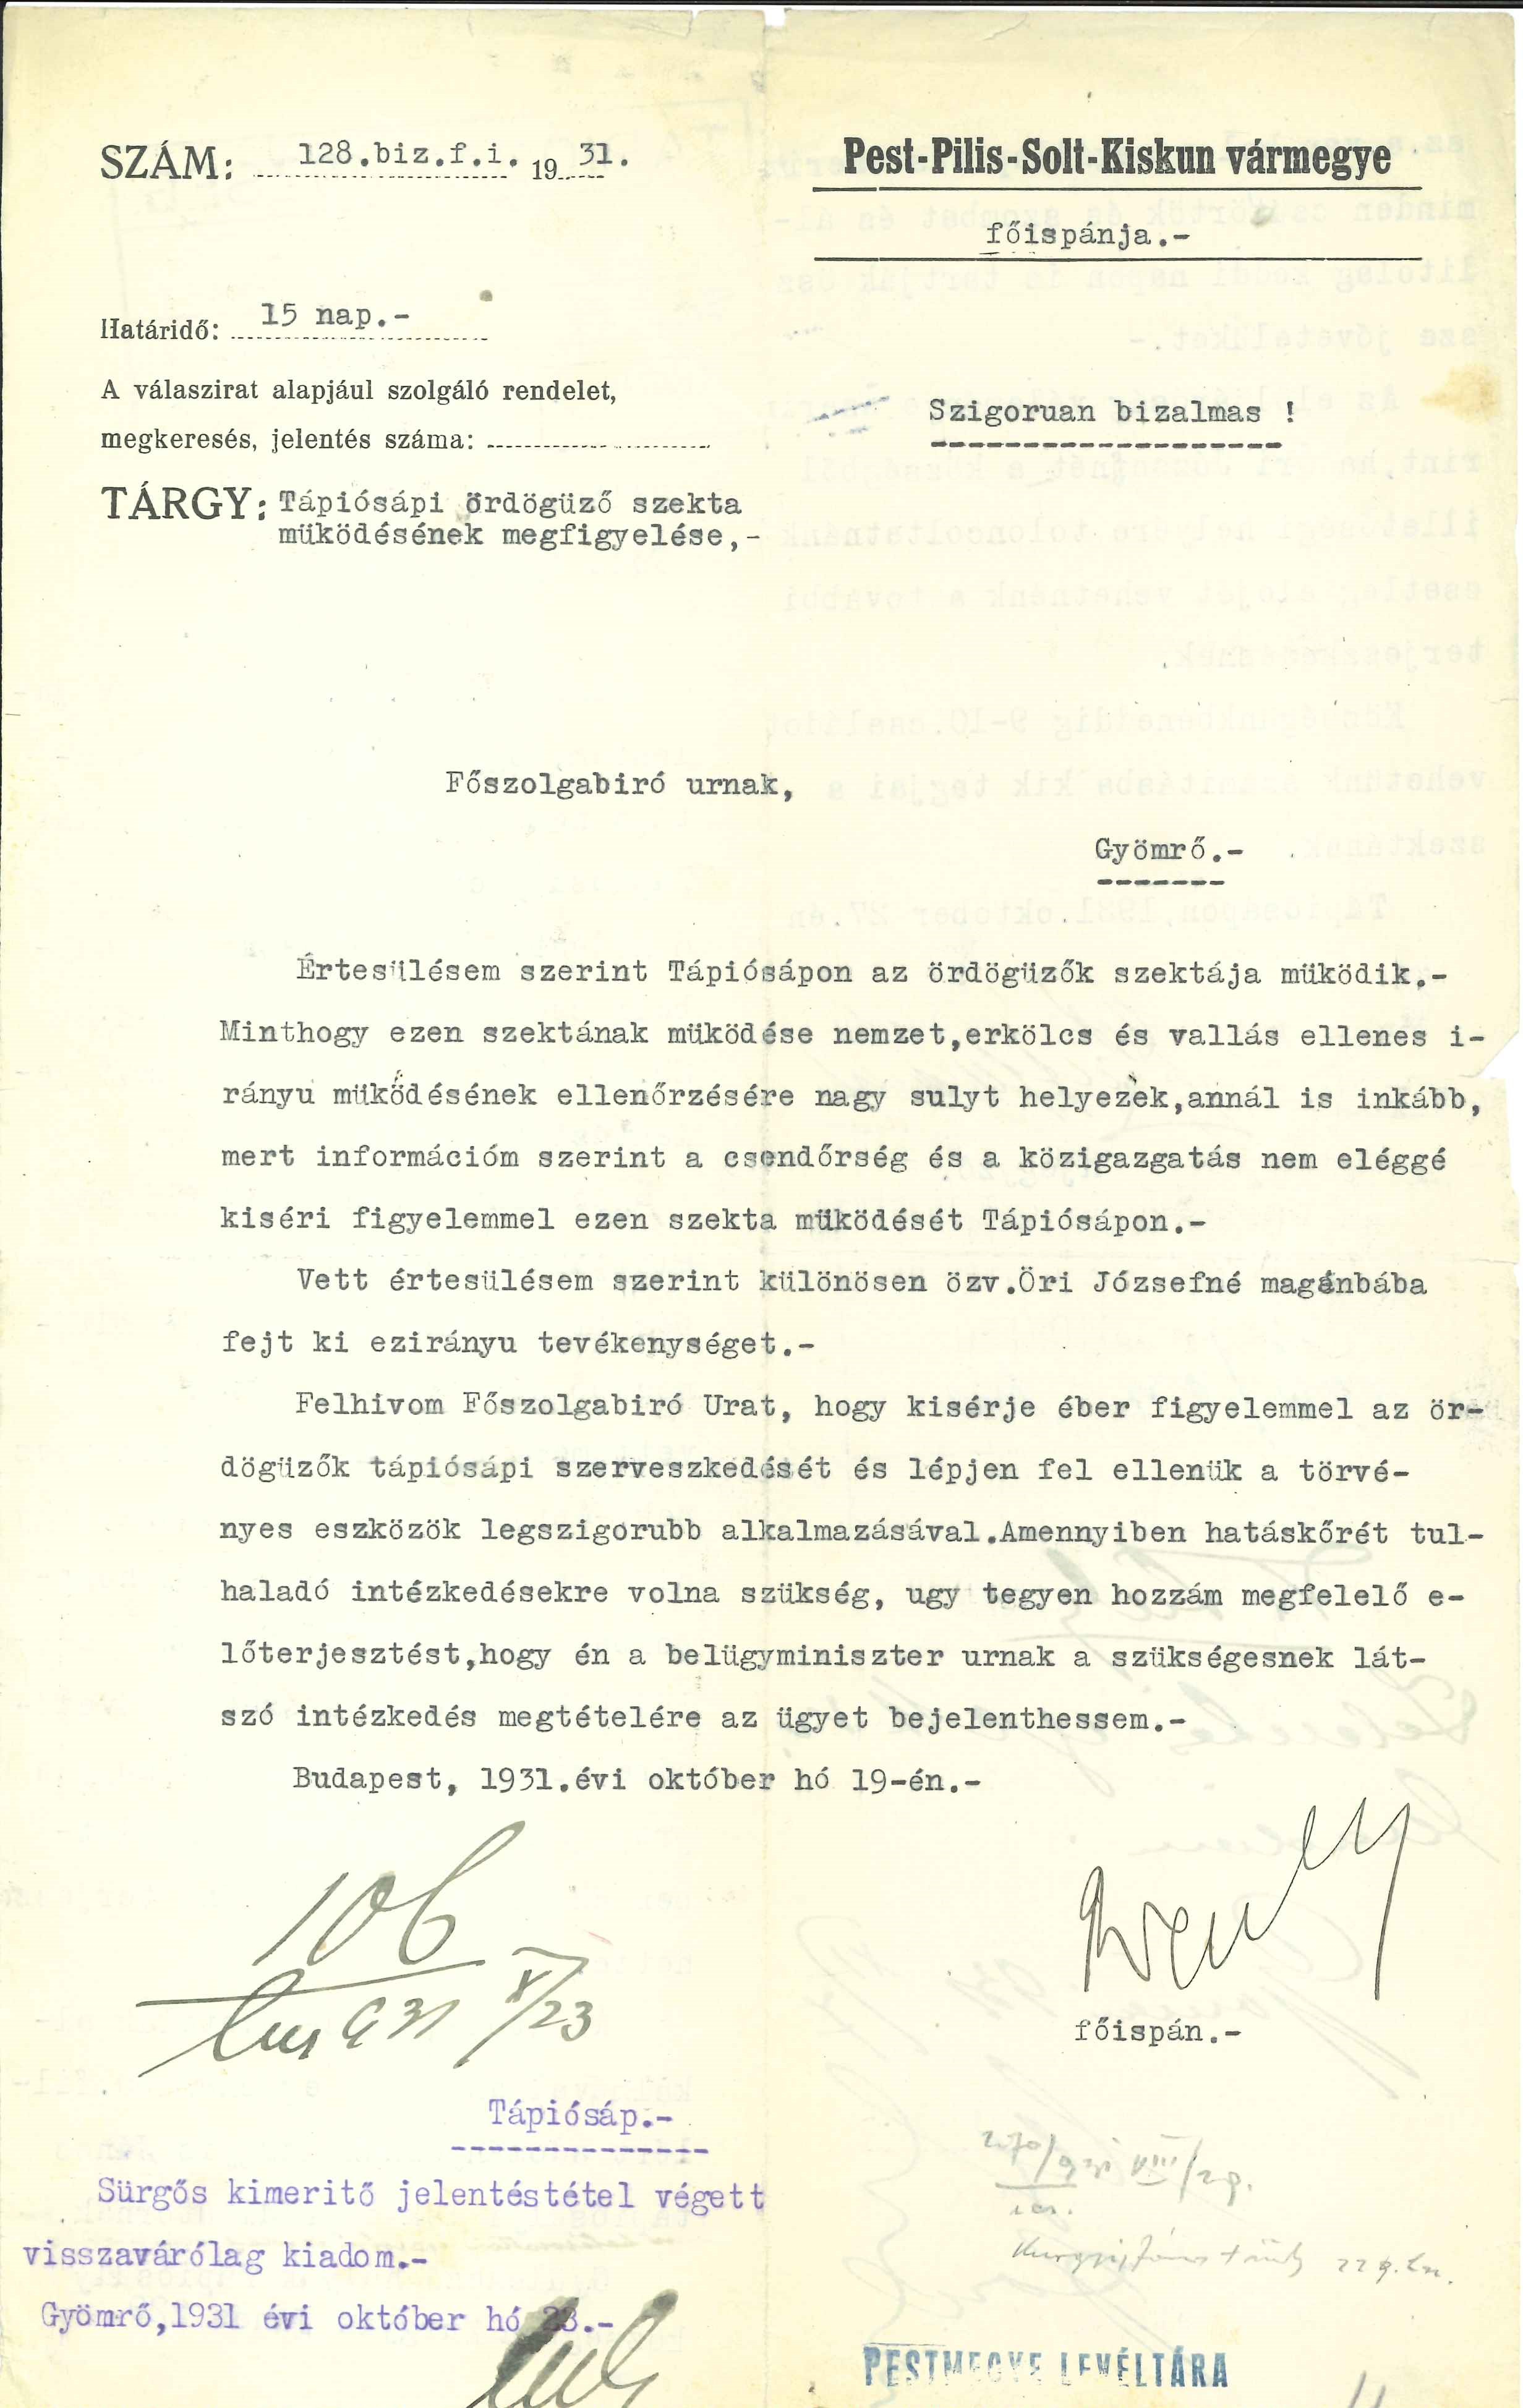 SZÁM: 128.biz.f.i. 19 31.
Pest-Pilis-Solt-Kiskun vármegye
főispánja.-
Határidő: 15 nap.-
A válaszirat alapjául szolgáló rendelet,
megkeresés, jelentés száma:
Szigoruan bizalmas !
TÁRGY: Tápiósápi ördögüző szekta
müködésének megfigyelése,-
Főszolgabiró urnak,
Gyömrő.-
Értesülésem szerint Tápiósápon az ördögüzők szektája müködik.-
Minthogy ezen szektának müködése nemzet,erkölcs és vallás ellenes i-
rányu müködésének ellenőrzésére nagy sulyt helyezek,annál is inkább,
mert információm szerint a csendőrség és a közigazgatás nem eléggé
kiséri figyelemmel ezen szekta müködését Tápiósápon.-
Vett értesülésem szerint különösen özv.Öri Józsefné magánbába
fejt ki ezirányu tevékenységet.-
Felhivom Főszolgabiró Urat, hogy kisérje éber figyelemmel az ör-
dögüzők tápiósápi szerveszkedését és lépjen fel ellenük a törvé-
nyes eszközök legszigorubb alkalmazásával.Amennyiben hatáskőrét tul-
haladó intézkedésekre volna szükség, ugy tegyen hozzám megfelelő e-
lőterjesztést,hogy én a belügyminiszter urnak a szükségesnek lát-
szó intézkedés megtételére az ügyet bejelenthessem.-
Budapest, 1931.évi október hó 19-én.-
106
931 X/23
főispán.-
Tápiósáp.-
Sürgős kimeritő jelentéstétel végett
visszavárólag kiadom.-
Gyömrő,1931 évi október hó 23.-
PESTMEGYE LEVÉLTÁRA